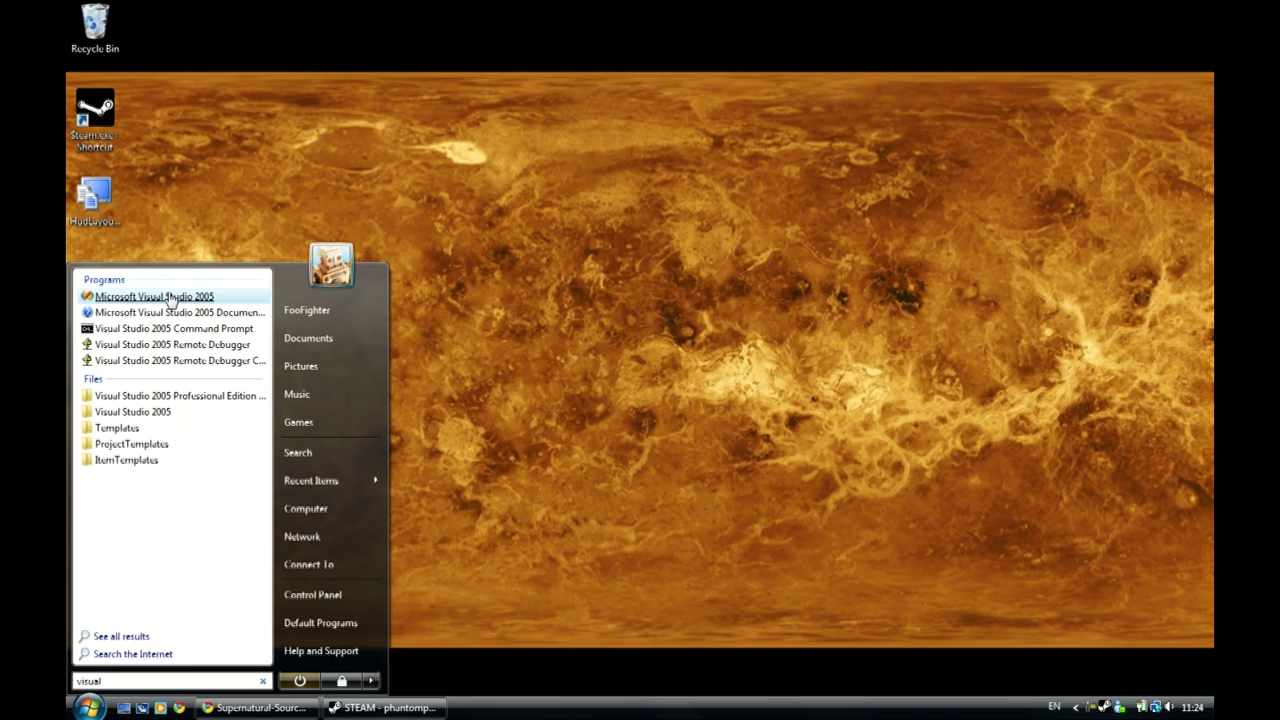 Recycle Bin
Steam.exe
Shortcut
HudLayou...
Programs
Microsoft Visual Studio 2005
Microsoft Visual Studio 2005 Documen...
Visual Studio 2005 Command Prompt
Visual Studio 2005 Remote Debugger
Visual Studio 2005 Remote Debugger C...
Files
Visual Studio 2005 Professional Edition ...
Visual Studio 2005
Templates
ProjectTemplates
ItemTemplates
See all results
Search the Internet
visual
FooFighter
Documents
Pictures
Music
Games
Search
Recent Items
Computer
Network
Connect To
Control Panel
Default Programs
Help and Support
Supernatural-Sourc...
STEAM - phantomp...
EN
11:24